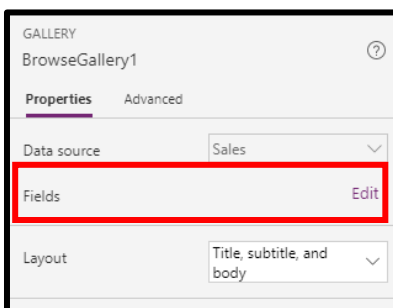 GALLERY
BrowseGallery1
?
Properties Advanced
Data source Sales
Fields Edit
Layout Title, subtitle, and
body